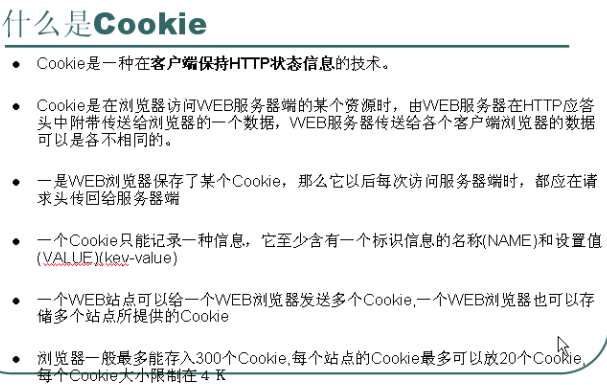 什么是Cookie
● Cookie是一种在客户端保持HTTP状态信息的技术。
● Cookie是在浏览器访问WEB服务器端的某个资源时，由WEB服务器在HTTP应答
头中附带传送给浏览器的一个数据，WEB服务器传送给各个客户端浏览器的数据
可以是各不相同的。
● 一是WEB浏览器保存了某个Cookie，那么它以后每次访问服务器端时，都应在请
求头传回给服务器端
● 一个Cookie只能记录一种信息，它至少含有一个标识信息的名称(NAME)和设置值
(VALUE)(key-value)
● 一个WEB站点可以给一个WEB浏览器发送多个Cookie,一个WEB浏览器也可以存
储多个站点所提供的Cookie
● 浏览器一般最多能存入300个Cookie,每个站点的Cookie最多可以放20个Cookie,
每个Cookie大小限制在４Ｋ